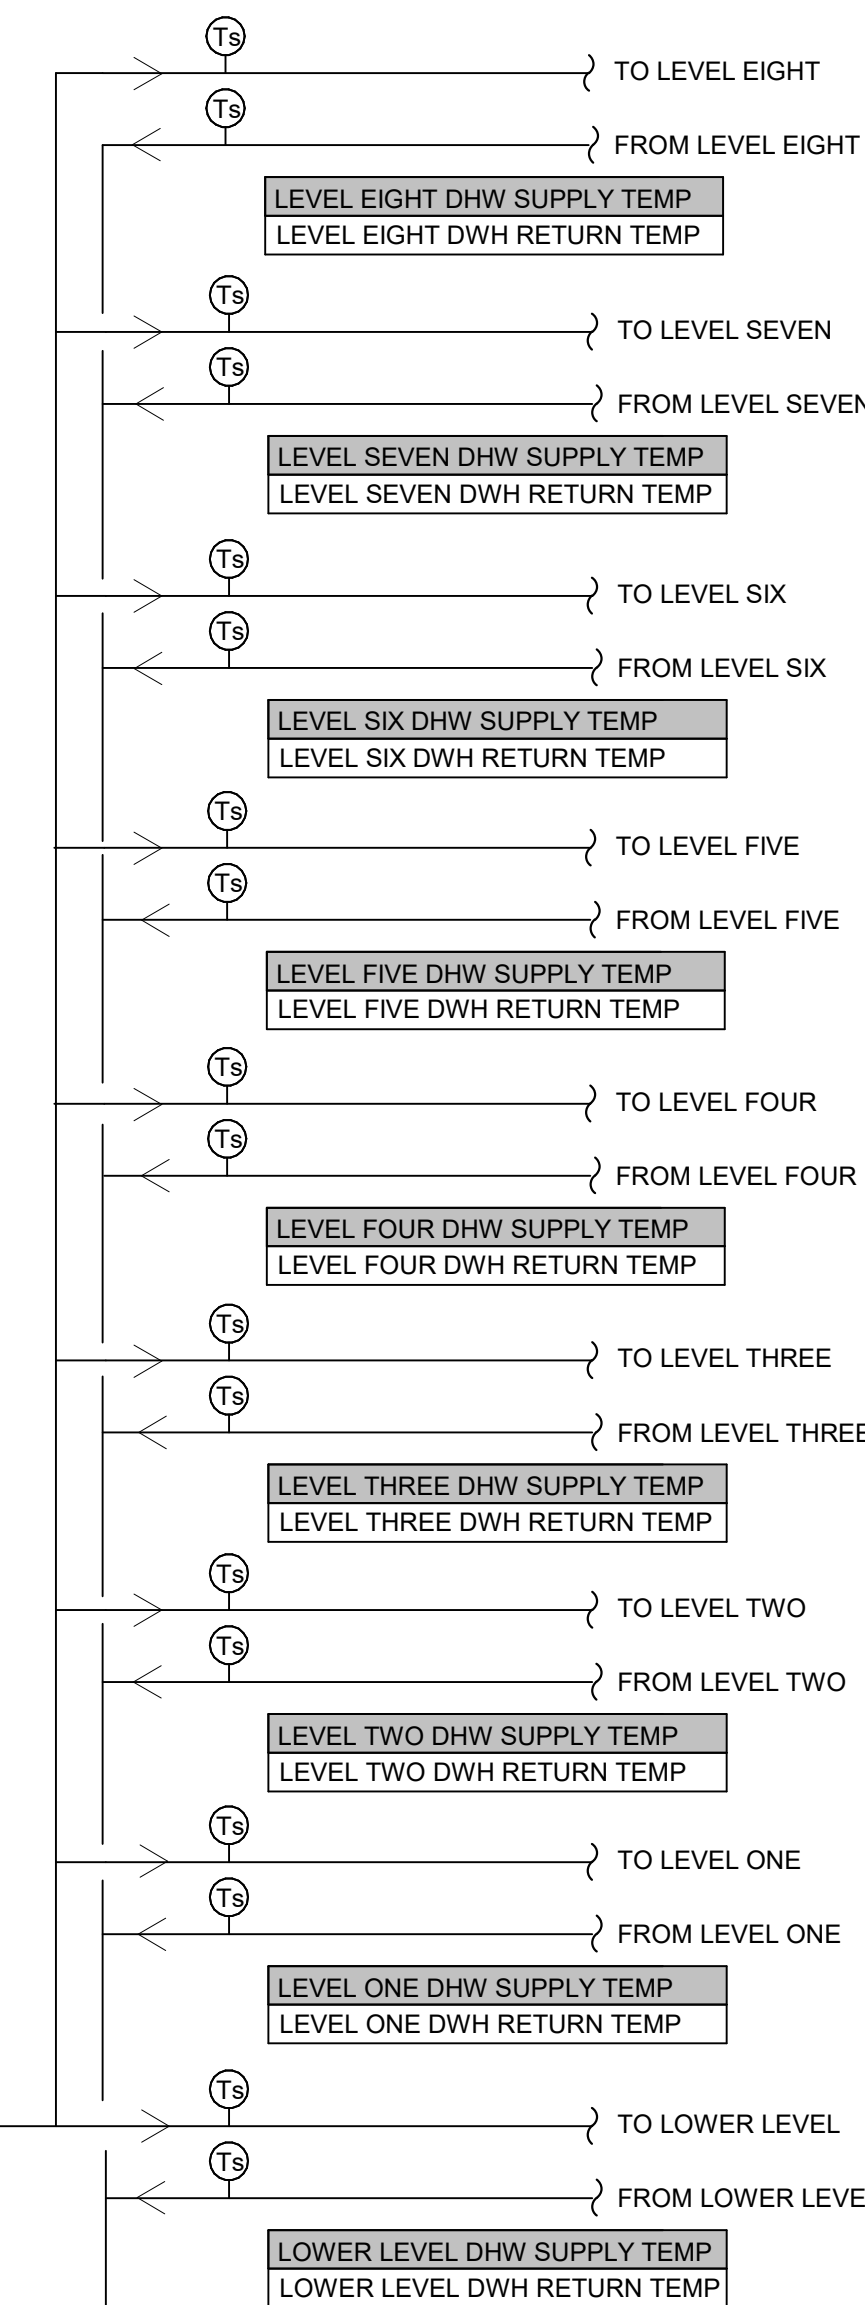 Ts
TO LEVEL EIGHT
Ts
FROM LEVEL EIGHT
LEVEL EIGHT DHW SUPPLY TEMP
LEVEL EIGHT DWH RETURN TEMP
Ts
TO LEVEL SEVEN
Ts
FROM LEVEL SEVEN
LEVEL SEVEN DHW SUPPLY TEMP
LEVEL SEVEN DWH RETURN TEMP
Ts
TO LEVEL SIX
Ts
FROM LEVEL SIX
LEVEL SIX DHW SUPPLY TEMP
LEVEL SIX DWH RETURN TEMP
Ts
TO LEVEL FIVE
Ts
FROM LEVEL FIVE
LEVEL FIVE DHW SUPPLY TEMP
LEVEL FIVE DWH RETURN TEMP
Ts
TO LEVEL FOUR
Ts
FROM LEVEL FOUR
LEVEL FOUR DHW SUPPLY TEMP
LEVEL FOUR DWH RETURN TEMP
Ts
TO LEVEL THREE
Ts
FROM LEVEL THREE
LEVEL THREE DHW SUPPLY TEMP
LEVEL THREE DWH RETURN TEMP
Ts
TO LEVEL TWO
Ts
FROM LEVEL TWO
LEVEL TWO DHW SUPPLY TEMP
LEVEL TWO DWH RETURN TEMP
Ts
TO LEVEL ONE
Ts
FROM LEVEL ONE
LEVEL ONE DHW SUPPLY TEMP
LEVEL ONE DWH RETURN TEMP
Ts
TO LOWER LEVEL
Ts
FROM LOWER LEVE
LOWER LEVEL DHW SUPPLY TEMP
LOWER LEVEL DWH RETURN TEMP